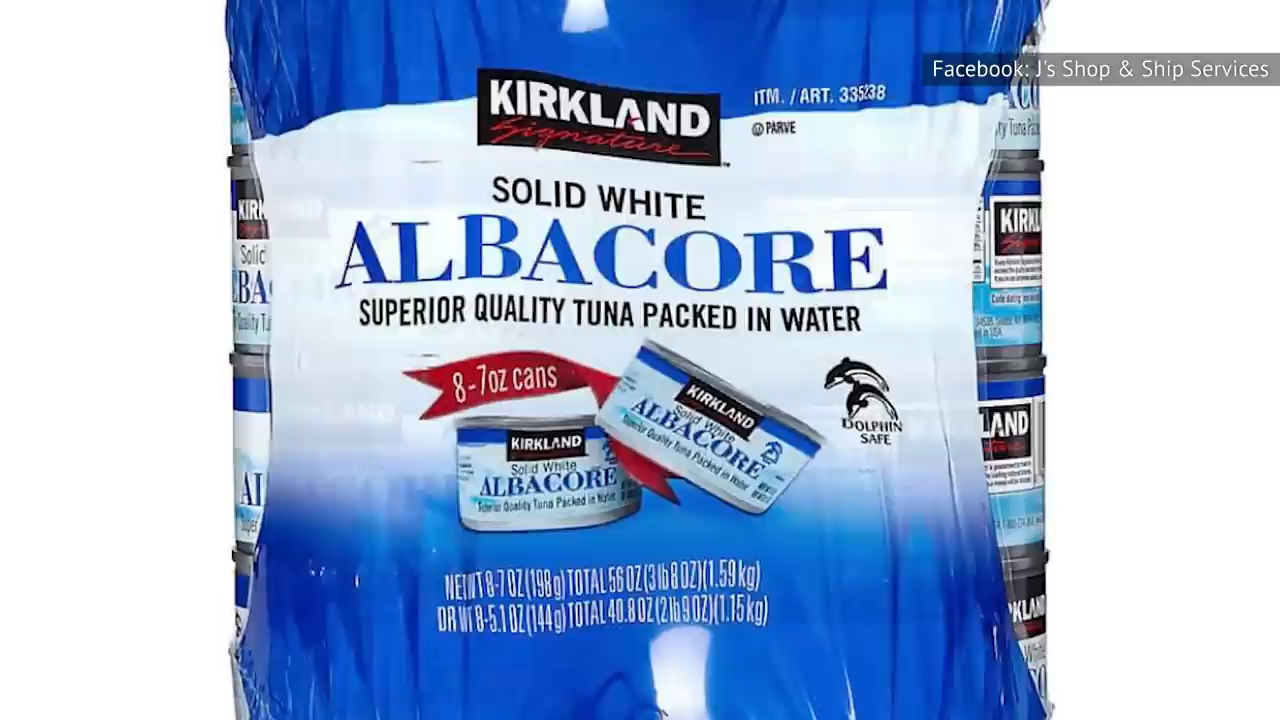 Facebook: J's Shop & Ship Services
KIRKLAND
Signature
ITM. / ART. 335238
PARVE
SOLID WHITE
ALBACORE
SUPERIOR QUALITY TUNA PACKED IN WATER
8-7oz cans
KIRKLAND
Solid White
ALBACORE
Superior Quality Tuna Packed in Water
KIRKLAND
Solid White
ALBACORE
Superior Quality Tuna Packed in Water
DOLPHIN
SAFE
NET WT 8-7 OZ (198g) TOTAL 56 OZ (3 lb 8 OZ) (1.59 kg)
DR WT 8-5.1 OZ (144g) TOTAL 40.8 OZ (2 lb 9 OZ) (1.15 kg)